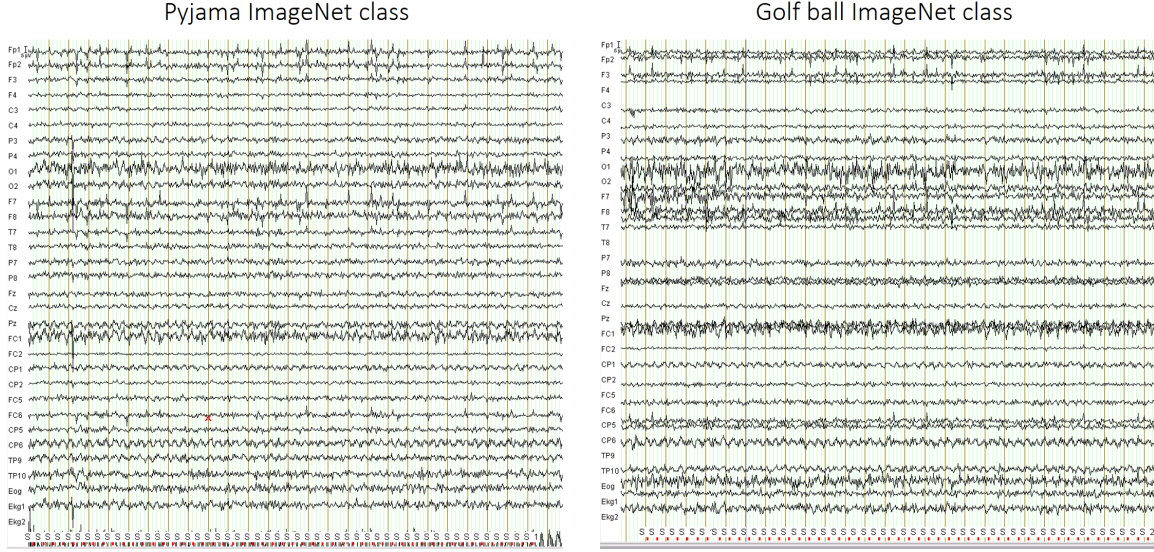 Pyjama ImageNet class
Golf ball ImageNet class
Fp1
Fp2
F3
F4
C3
C4
P3
P4
O1
O2
F7
F8
T7
T8
P7
P8
Fz
Cz
Pz
FC1
FC2
CP1
CP2
FC5
FC6
CP5
CP6
TP9
TP10
Eog
Ekg1
Ekg2
Fp1
Fp2
F3
F4
C3
C4
P3
P4
O1
O2
F7
F8
T7
T8
P7
P8
Fz
Cz
Pz
FC1
FC2
CP1
CP2
FC5
FC6
CP5
CP6
TP9
TP10
Eog
Ekg1
Ekg2